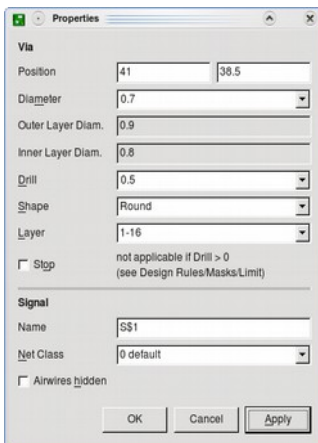 Properties
Via
Position 41 38.5
Diameter 0.7
Outer Layer Diam. 0.9
Inner Layer Diam. 0.8
Drill 0.5
Shape Round
Layer 1-16
Stop not applicable if Drill > 0
(see Design Rules/Masks/Limit)
Signal
Name S$1
Net Class 0 default
Airwires hidden
OK Cancel Apply